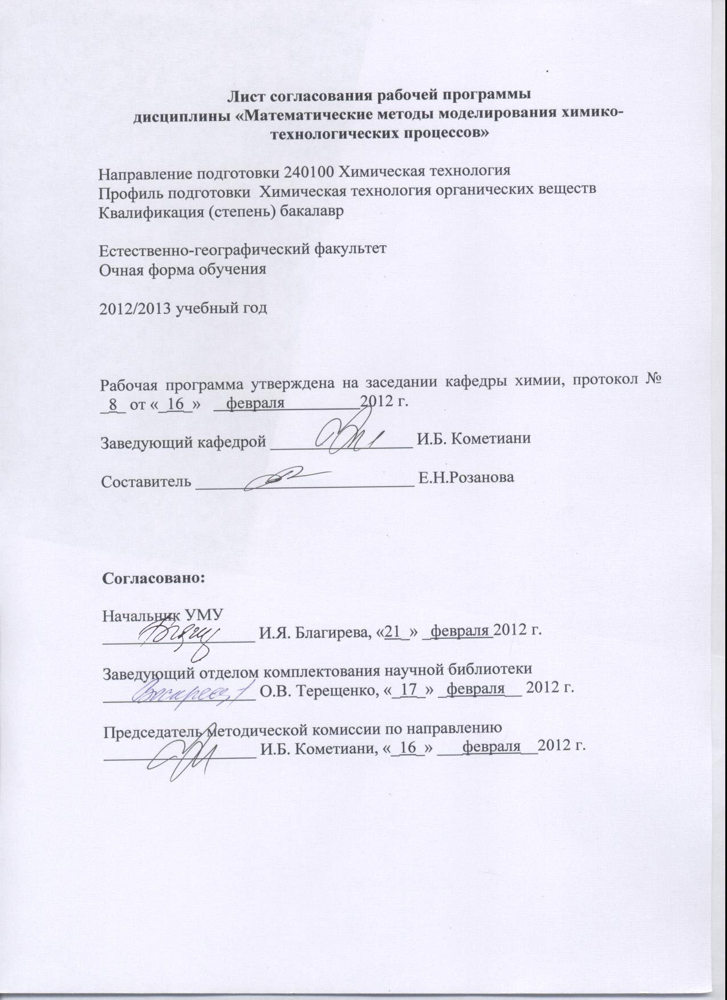 Лист согласования рабочей программы
дисциплины «Математические методы моделирования химико-
технологических процессов»
Направление подготовки 240100 Химическая технология
Профиль подготовки Химическая технология органических веществ
Квалификация (степень) бакалавр
Естественно-географический факультет
Очная форма обучения
2012/2013 учебный год
Рабочая программа утверждена на заседании кафедры химии, протокол №
_8_ от «_16_» __февраля_________2012 г.
Заведующий кафедрой _________________ И.Б. Кометиани
Составитель __________________________ Е.Н.Розанова
Согласовано:
Начальник УМУ
__________________ И.Я. Благирева, «21_» _февраля 2012 г.
Заведующий отделом комплектования научной библиотеки
__________________ О.В. Терещенко, «_17_» _февраля__ 2012 г.
Председатель методической комиссии по направлению
__________________ И.Б. Кометиани, «_16_» ___февраля__2012 г.